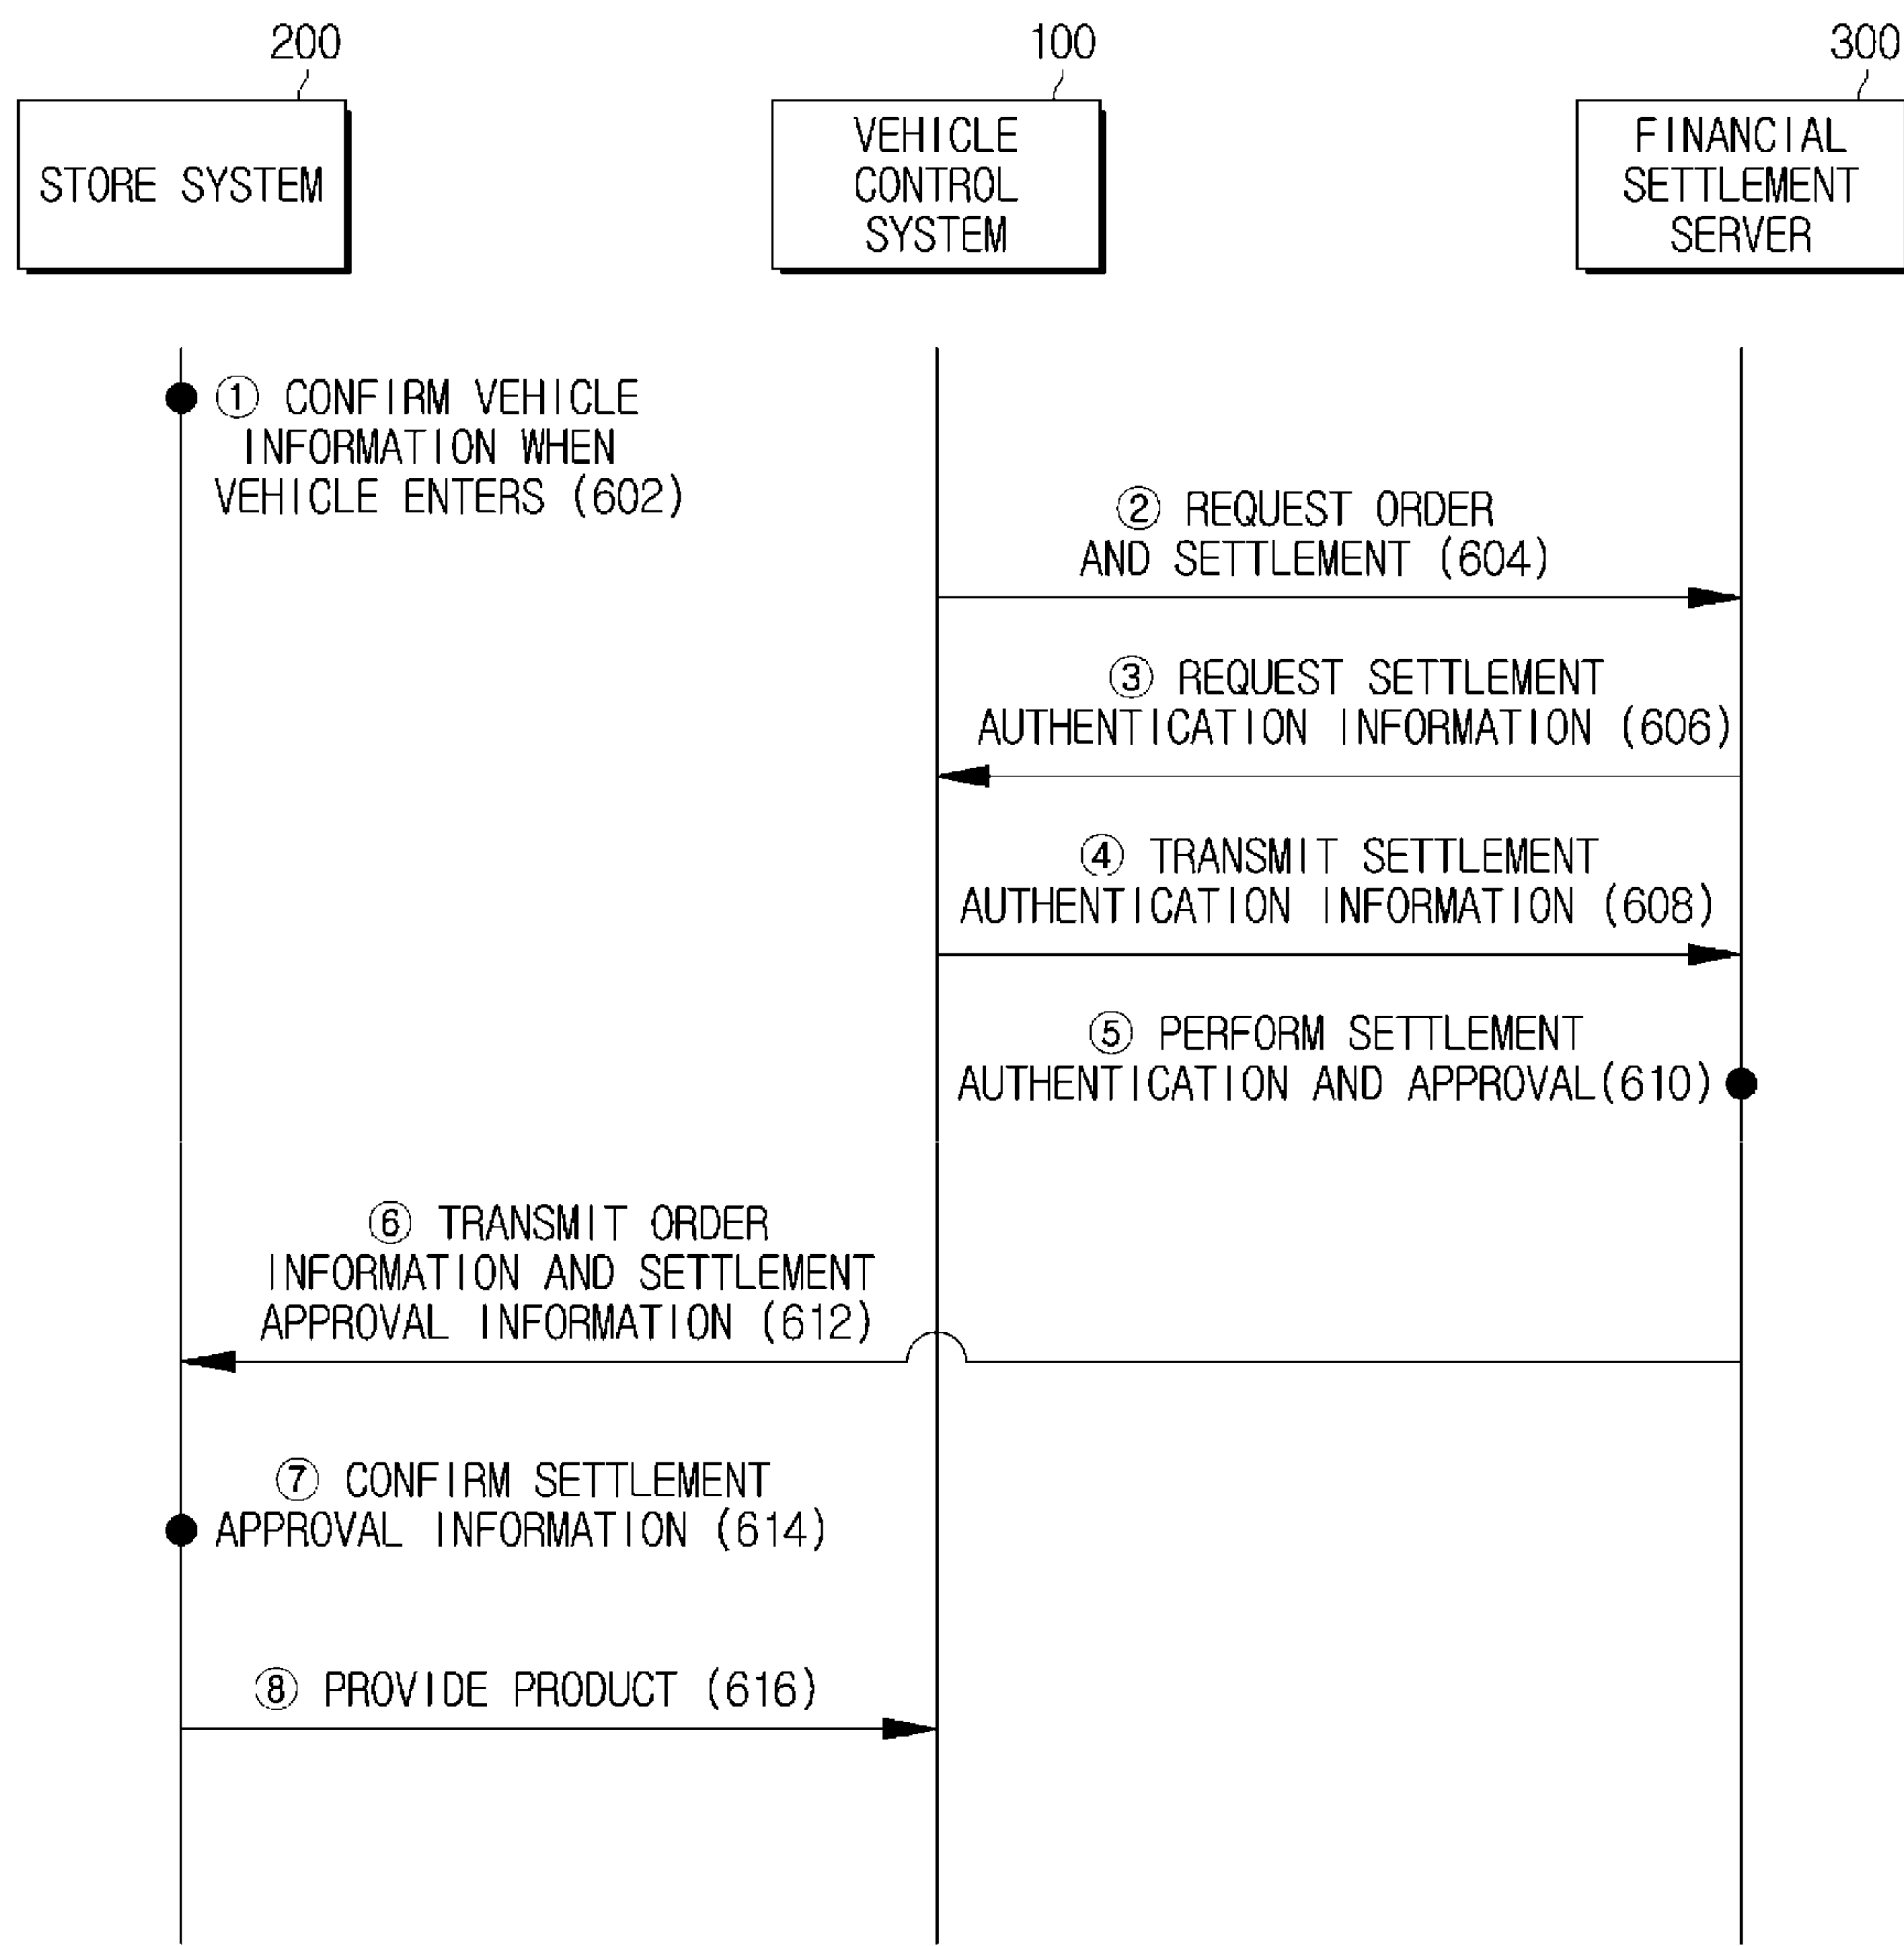 200
100
300
STORE SYSTEM
VEHICLE
CONTROL
SYSTEM
FINANCIAL
SETTLEMENT
SERVER
① CONFIRM VEHICLE
INFORMATION WHEN
VEHICLE ENTERS (602)
② REQUEST ORDER
AND SETTLEMENT (604)
③ REQUEST SETTLEMENT
AUTHENTICATION INFORMATION (606)
④ TRANSMIT SETTLEMENT
AUTHENTICATION INFORMATION (608)
⑤ PERFORM SETTLEMENT
AUTHENTICATION AND APPROVAL(610)
⑥ TRANSMIT ORDER
INFORMATION AND SETTLEMENT
APPROVAL INFORMATION (612)
⑦ CONFIRM SETTLEMENT
APPROVAL INFORMATION (614)
⑧ PROVIDE PRODUCT (616)